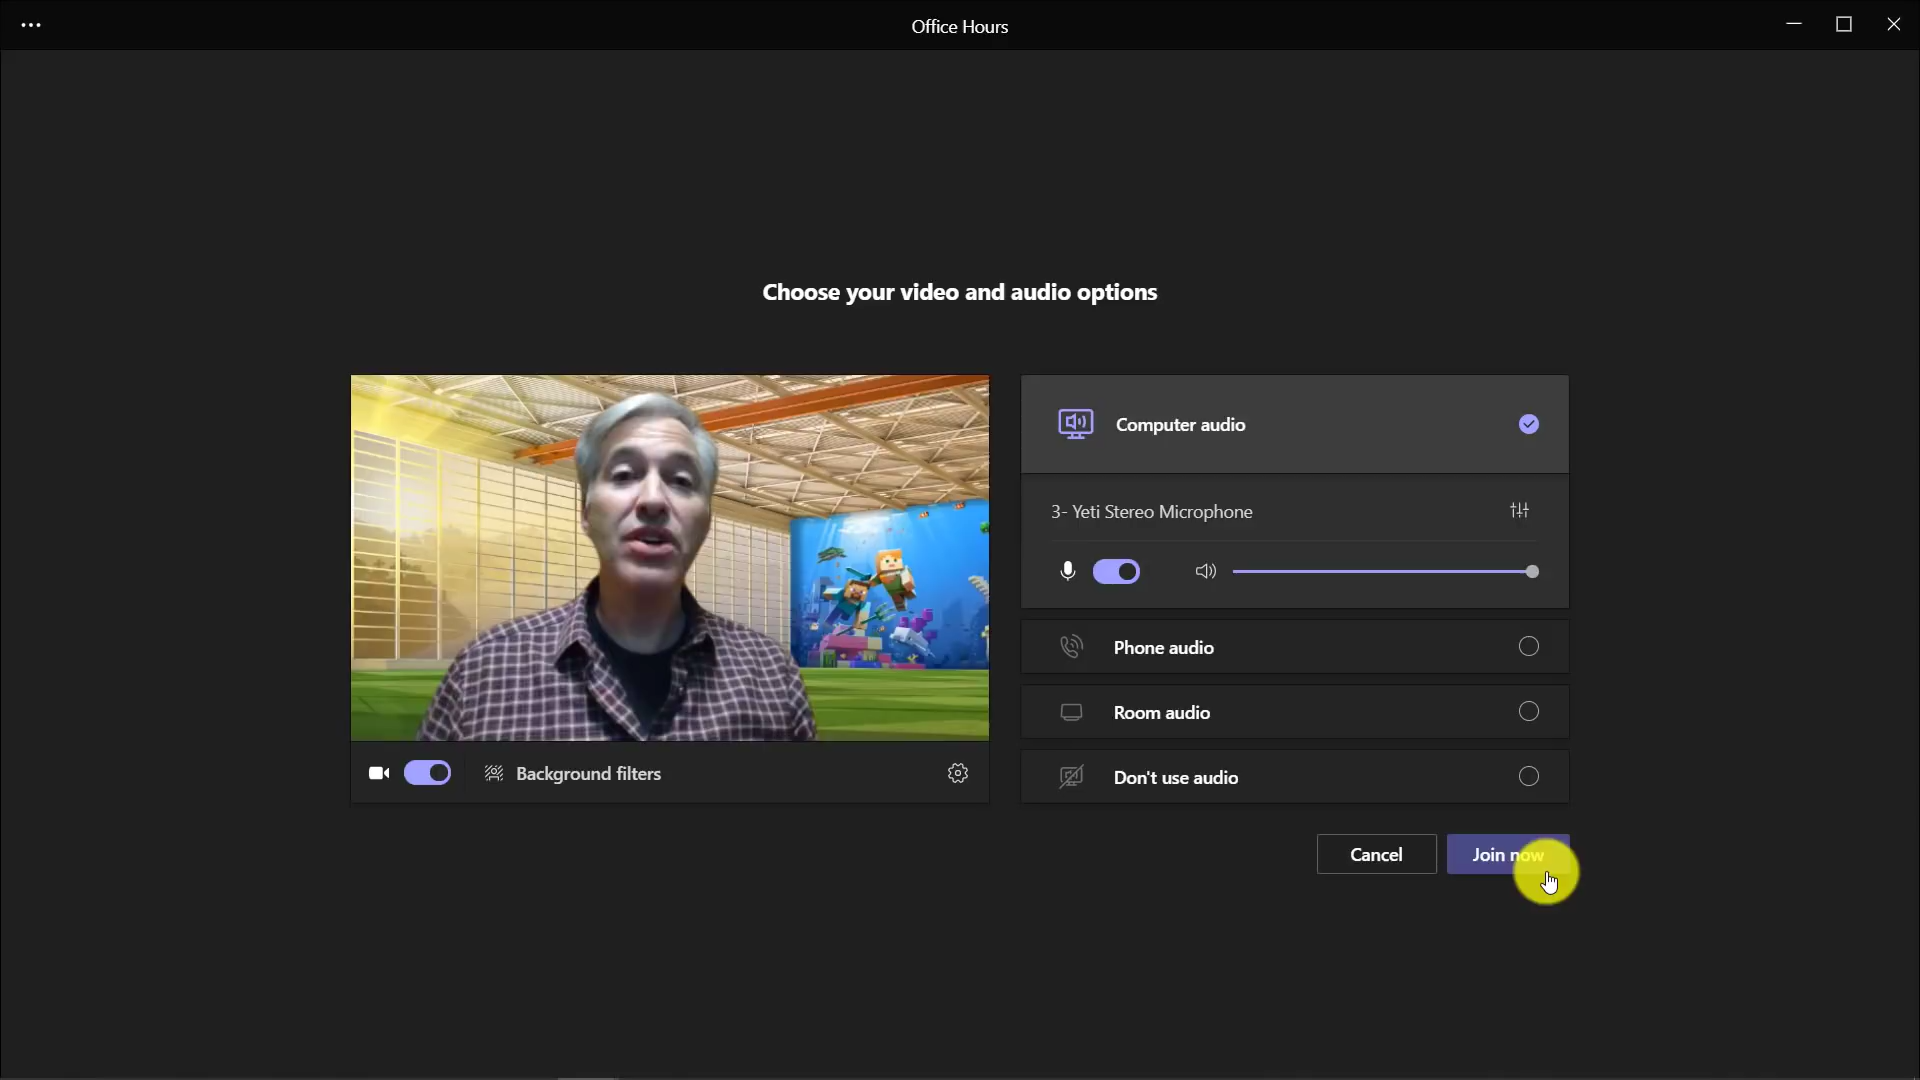 Office Hours
Choose your video and audio options
Computer audio
3- Yeti Stereo Microphone
Phone audio
Room audio
Background filters
Don't use audio
Cancel
Join now